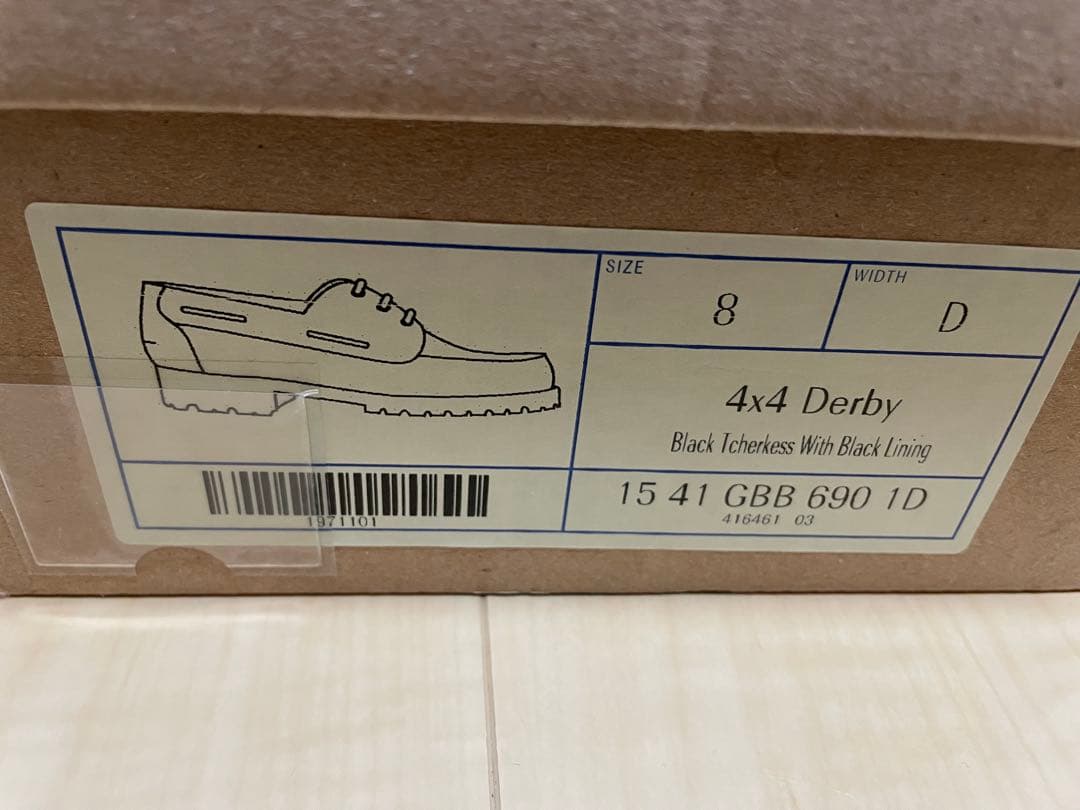 SIZE
8
WIDTH
D
4x4 Derby
Black Tcherkess With Black Lining
1971101
15 41 GBB 690 1D
416461 03